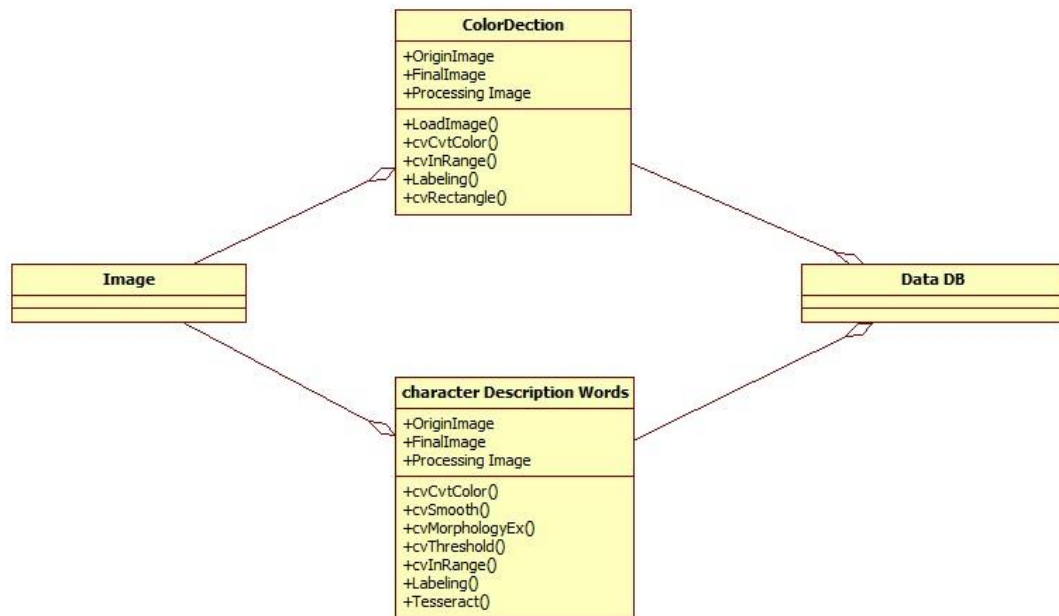 ColorDection
+OriginImage
+FinalImage
+Processing Image
+LoadImage()
+cvCvtColor()
+cvInRange()
+Labeling()
+cvRectangle()
Image
Data DB
character Description Words
+OriginImage
+FinalImage
+Processing Image
+cvCvtColor()
+cvSmooth()
+cvMorphologyEx()
+cvThreshold()
+cvInRange()
+Labeling()
+Tesseract()